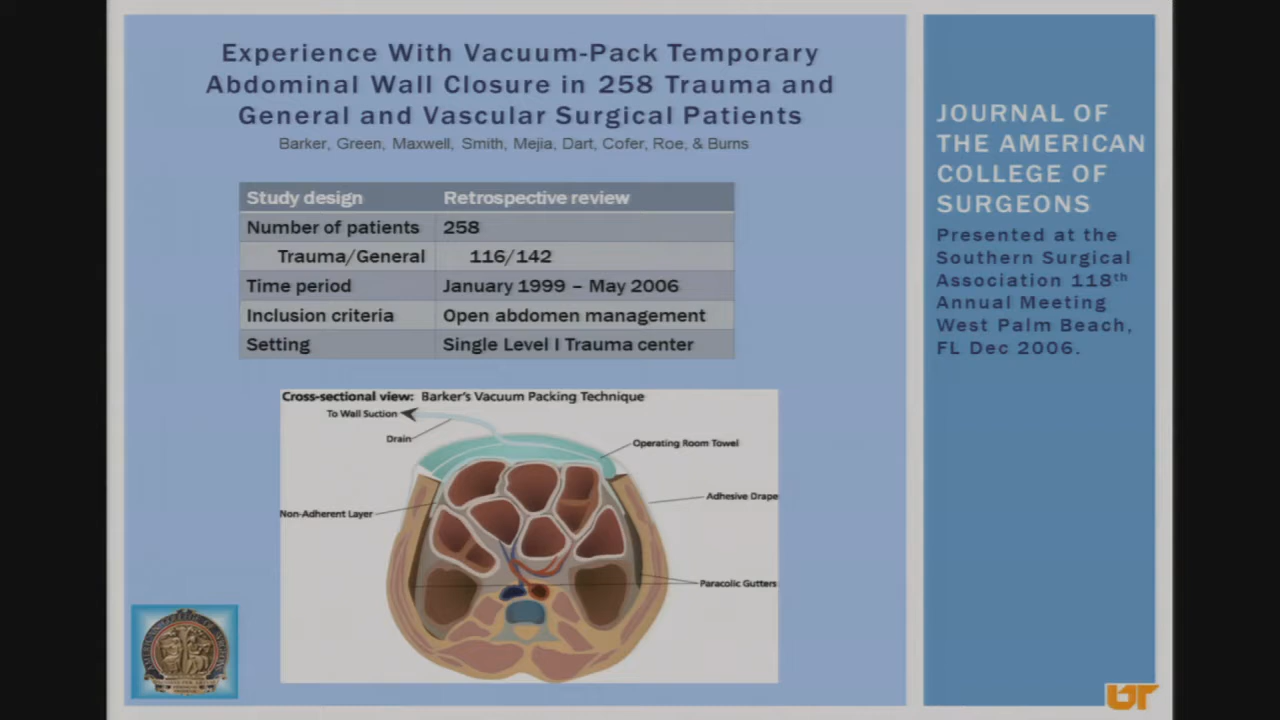 Experience With Vacuum-Pack Temporary
Abdominal Wall Closure in 258 Trauma and
General and Vascular Surgical Patients
Barker, Green, Maxwell, Smith, Mejia, Dart, Cofer, Roe, & Burns
Study design Retrospective review
Number of patients 258
Trauma/General 116/142
Time period January 1999 – May 2006
Inclusion criteria Open abdomen management
Setting Single Level I Trauma center
Cross-sectional view: Barker's Vacuum Packing Technique
To Wall Suction
Drain
Operating Room Towel
Adhesive Drape
Non-Adherent Layer
Paracolic Gutters
JOURNAL OF
THE AMERICAN
COLLEGE OF
SURGEONS
Presented at the
Southern Surgical
Association 118th
Annual Meeting
West Palm Beach,
FL Dec 2006.
UT